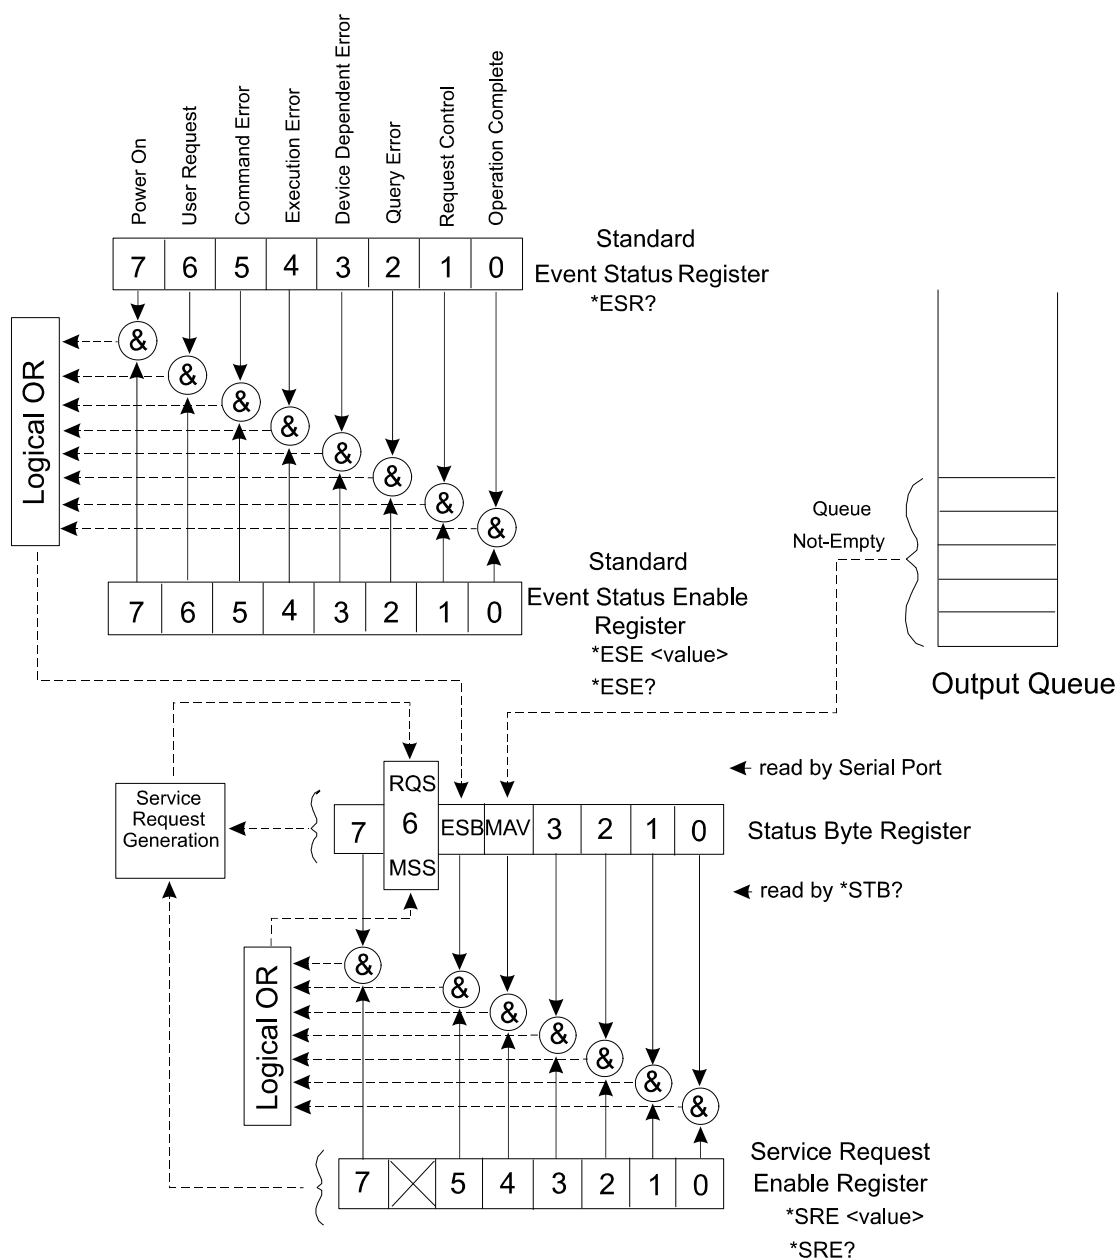 Power On
User Request
Command Error
Execution Error
Device Dependent Error
Query Error
Request Control
Operation Complete
7 6 5 4 3 2 1 0
Standard
Event Status Register
*ESR?
Logical OR
&
&
&
&
&
&
&
&
7 6 5 4 3 2 1 0
Standard
Event Status Enable
Register
*ESE <value>
*ESE?
Queue
Not-Empty
Output Queue
Service
Request
Generation
7
RQS
6
MSS
ESB MAV 3 2 1 0
read by Serial Port
Status Byte Register
read by *STB?
Logical OR
&
&
&
&
&
&
&
7 5 4 3 2 1 0
Service Request
Enable Register
*SRE <value>
*SRE?